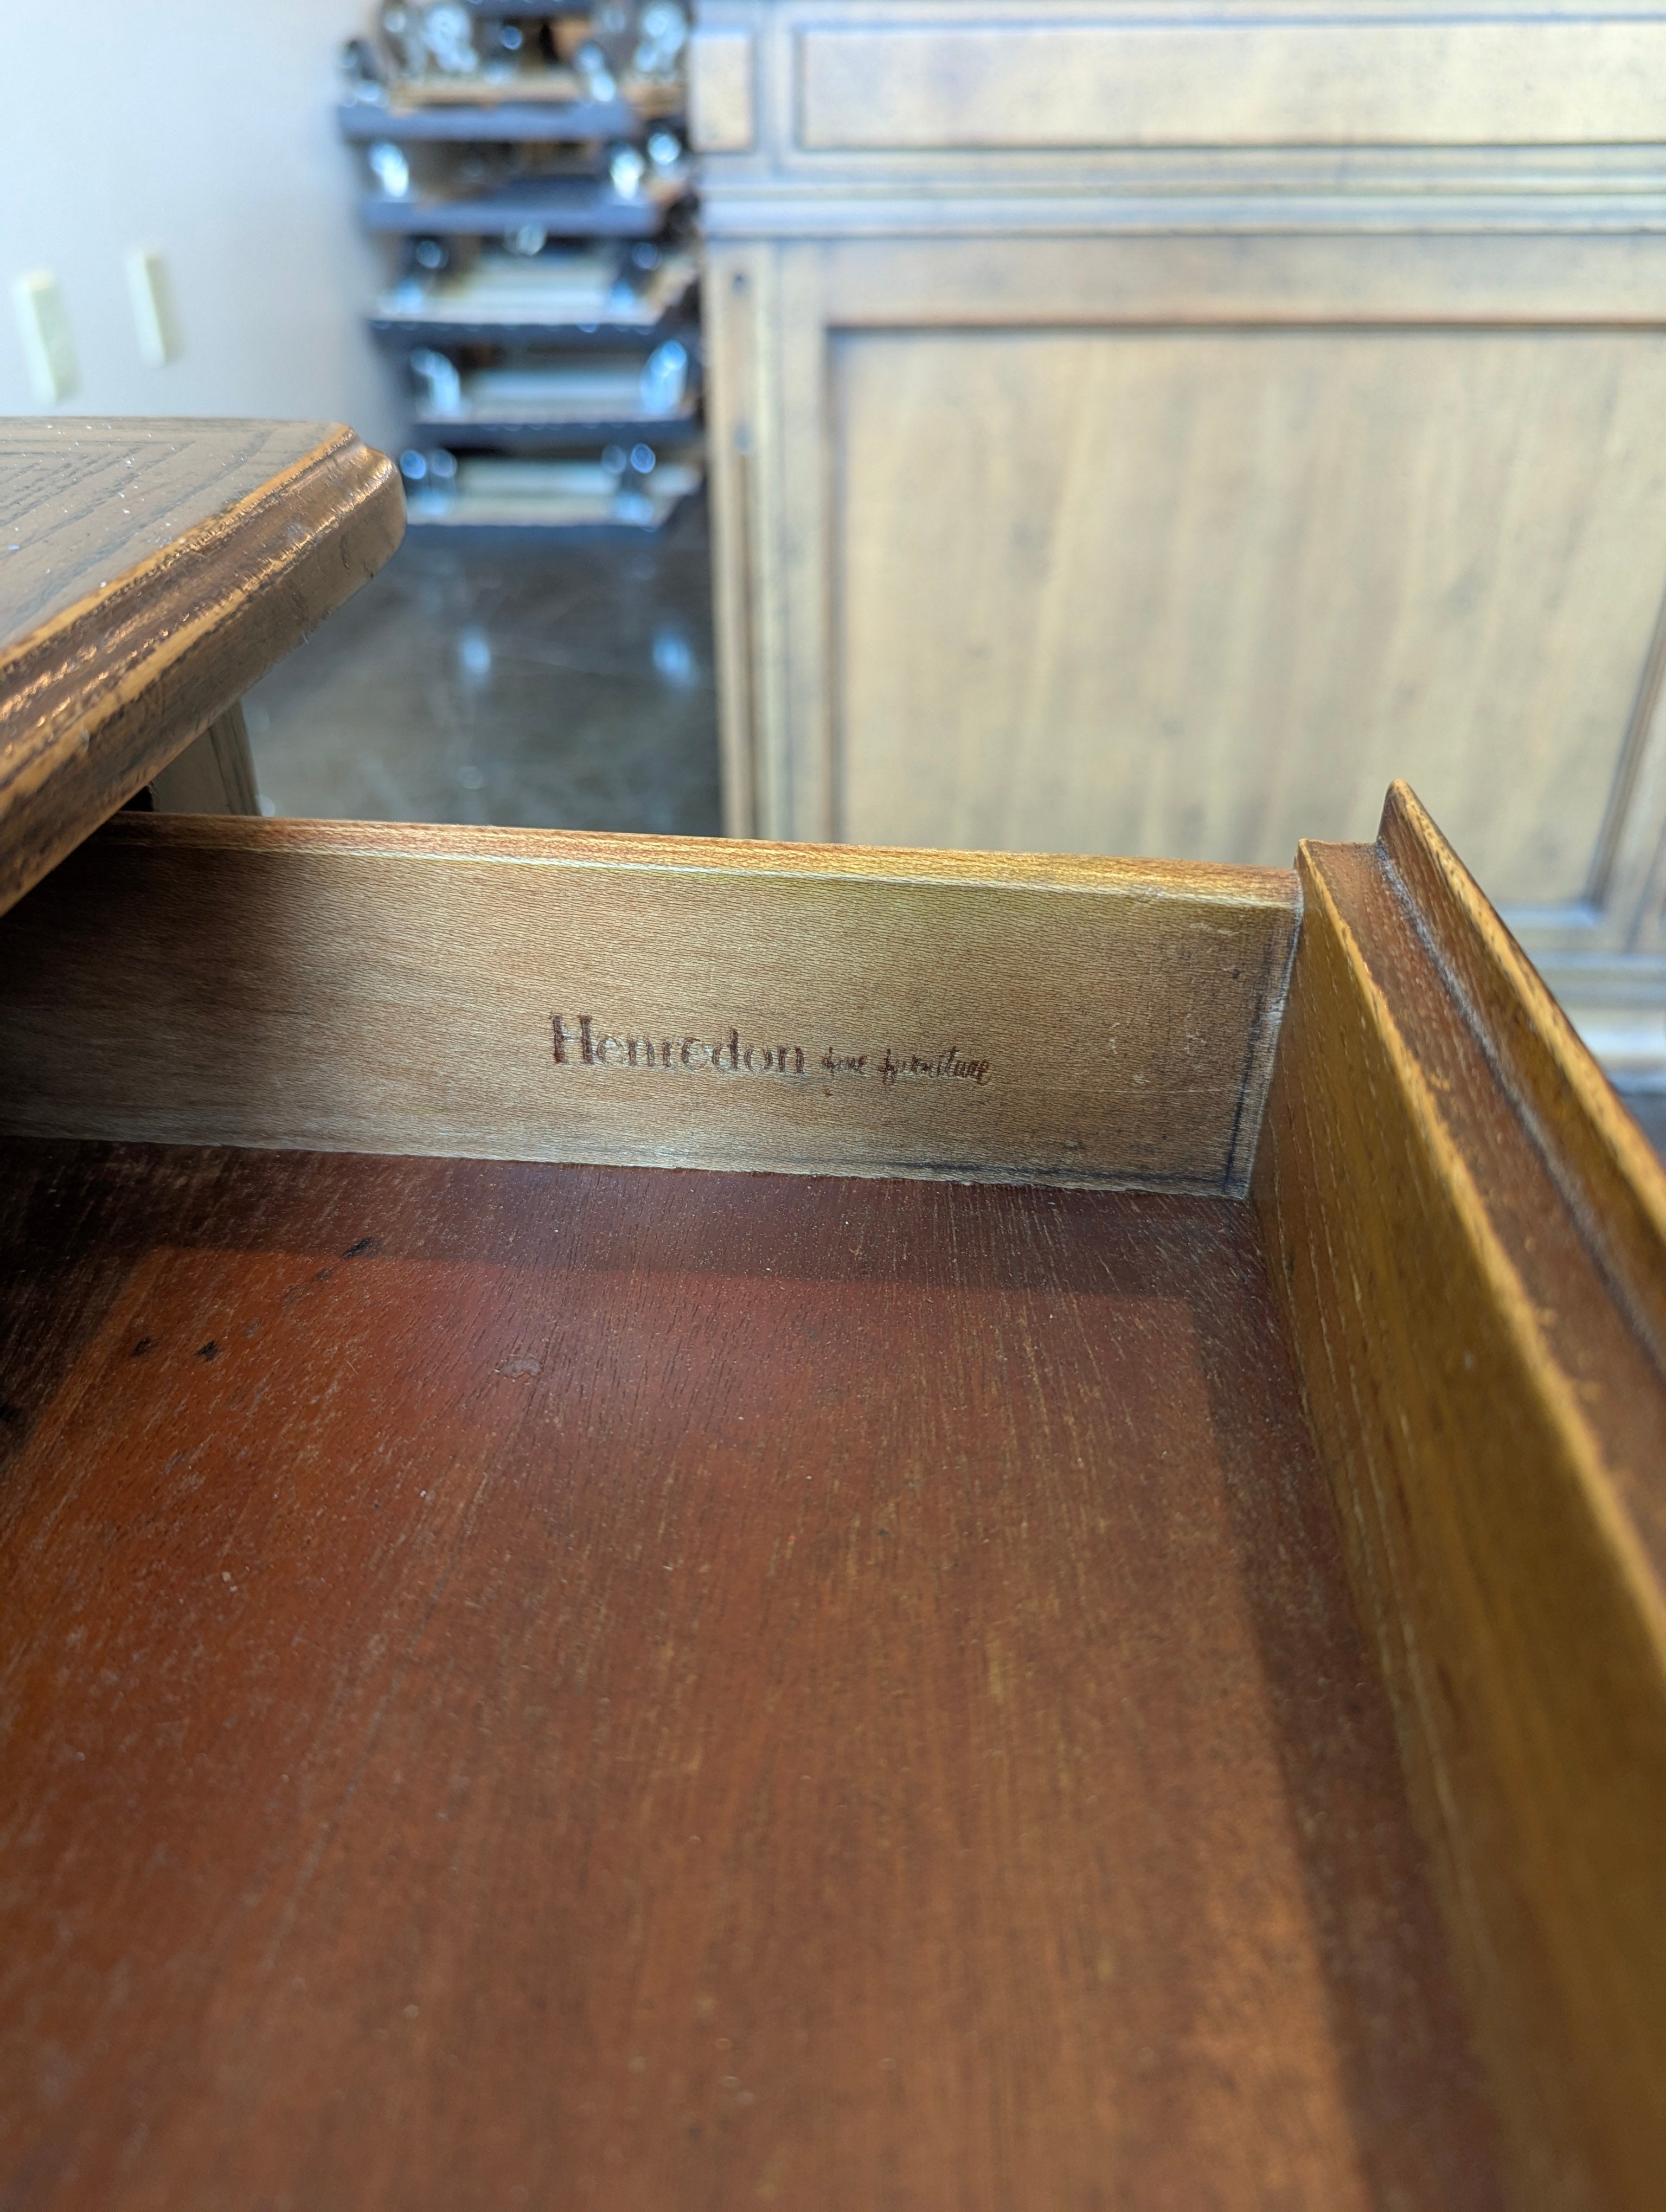 Henredon fine furniture